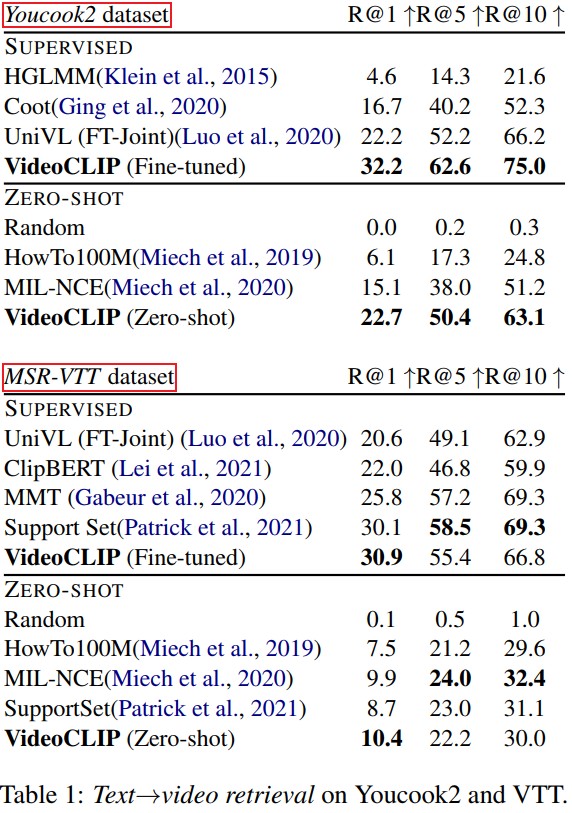 Youcook2 dataset R@1 ↑R@5 ↑R@10 ↑
SUPERVISED
HGLMM(Klein et al., 2015) 4.6 14.3 21.6
Coot(Ging et al., 2020) 16.7 40.2 52.3
UniVL (FT-Joint)(Luo et al., 2020) 22.2 52.2 66.2
VideoCLIP (Fine-tuned) 32.2 62.6 75.0
ZERO-SHOT
Random 0.0 0.2 0.3
HowTo100M(Miech et al., 2019) 6.1 17.3 24.8
MIL-NCE(Miech et al., 2020) 15.1 38.0 51.2
VideoCLIP (Zero-shot) 22.7 50.4 63.1
MSR-VTT dataset R@1 ↑R@5 ↑R@10 ↑
SUPERVISED
UniVL (FT-Joint) (Luo et al., 2020) 20.6 49.1 62.9
ClipBERT (Lei et al., 2021) 22.0 46.8 59.9
MMT (Gabeur et al., 2020) 25.8 57.2 69.3
Support Set(Patrick et al., 2021) 30.1 58.5 69.3
VideoCLIP (Fine-tuned) 30.9 55.4 66.8
ZERO-SHOT
Random 0.1 0.5 1.0
HowTo100M(Miech et al., 2019) 7.5 21.2 29.6
MIL-NCE(Miech et al., 2020) 9.9 24.0 32.4
SupportSet(Patrick et al., 2021) 8.7 23.0 31.1
VideoCLIP (Zero-shot) 10.4 22.2 30.0
Table 1: Text→video retrieval on Youcook2 and VTT.